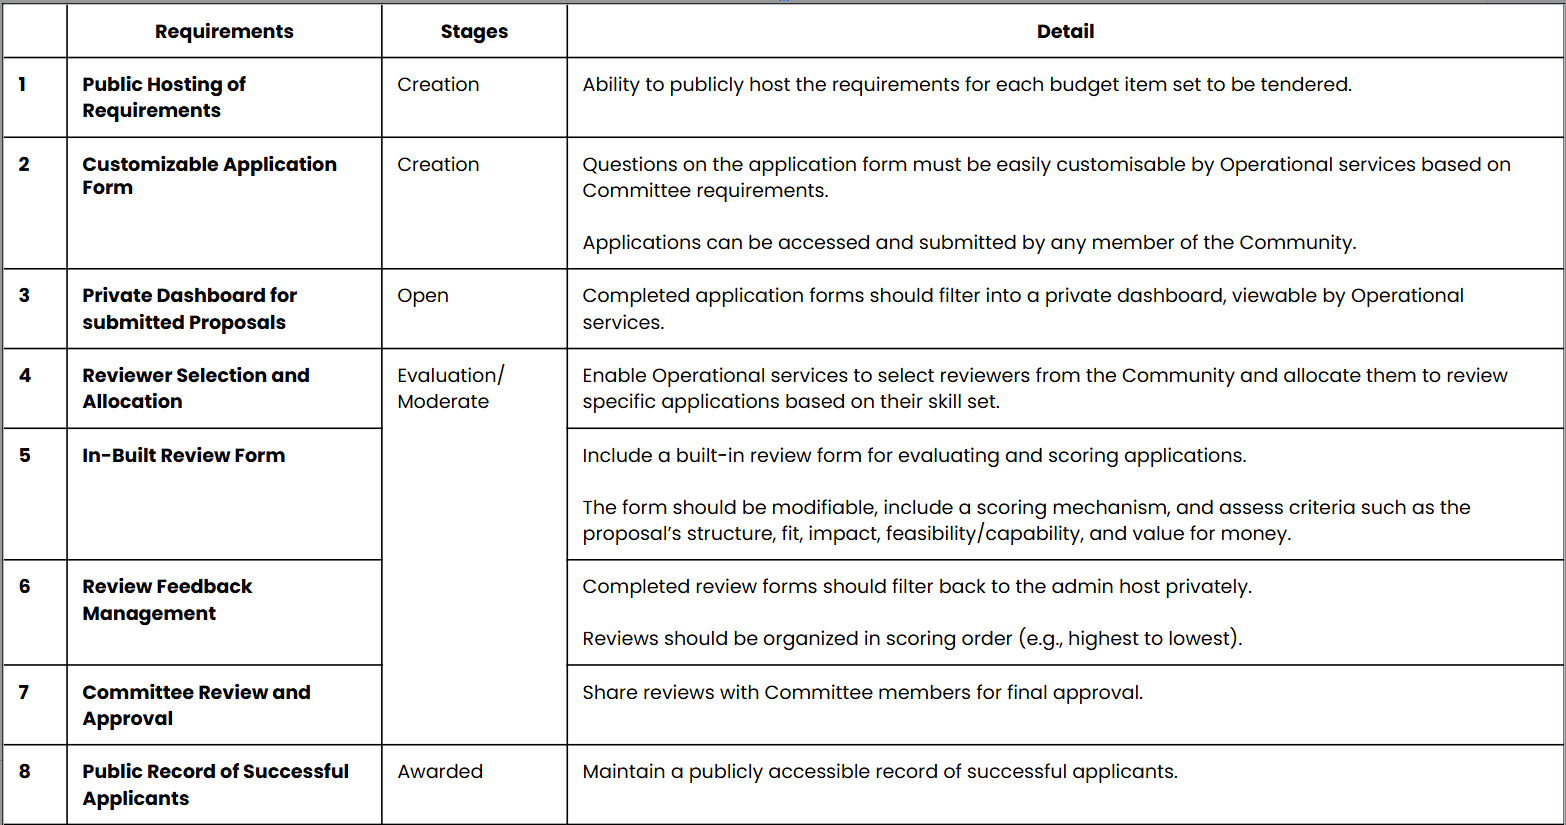 Requirements Stages Detail
1 Public Hosting of Creation Ability to publicly host the requirements for each budget item set to be tendered.
Requirements
2 Customizable Application Creation Questions on the application form must be easily customisable by Operational services based on
Form Committee requirements.
Applications can be accessed and submitted by any member of the Community.
3 Private Dashboard for Open Completed application forms should filter into a private dashboard, viewable by Operational
submitted Proposals services.
4 Reviewer Selection and Evaluation/ Enable Operational services to select reviewers from the Community and allocate them to review
Allocation Moderate specific applications based on their skill set.
5 In-Built Review Form Include a built-in review form for evaluating and scoring applications.
The form should be modifiable, include a scoring mechanism, and assess criteria such as the
proposal's structure, fit, impact, feasibility/capability, and value for money.
6 Review Feedback Completed review forms should filter back to the admin host privately.
Management
Reviews should be organized in scoring order (e.g., highest to lowest).
7 Committee Review and Share reviews with Committee members for final approval.
Approval
8 Public Record of Successful Awarded Maintain a publicly accessible record of successful applicants.
Applicants